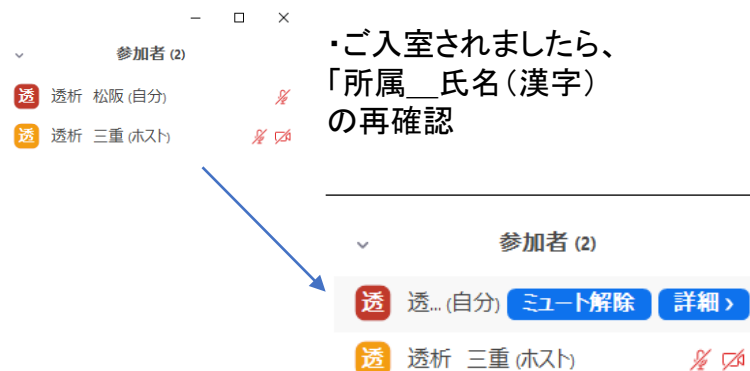 参加者 (2)
透 透析 松阪 (自分)
透 透析 三重 (ホスト)
・ご入室されましたら、
「所属__氏名(漢字)
の再確認
参加者 (2)
透 透... (自分) ミュート解除 詳細 >
透 透析 三重 (ホスト)